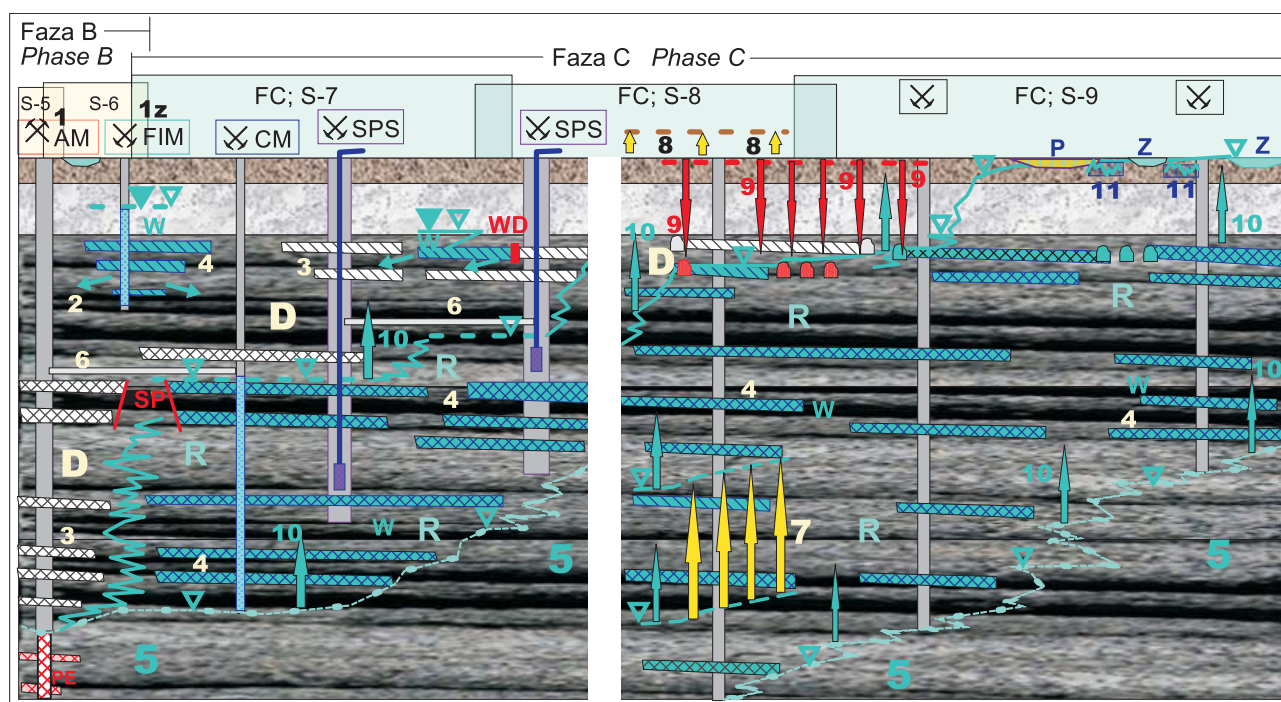 Faza B
Phase B
Faza C Phase C
S-5 S-6 FC; S-7 FC; S-8 FC; S-9
1 1z
AM FIM CM SPS SPS
8 8 P Z Z
11 11
W W WD 9 9 9 9 10
4 3 10 D
2 D 6 R R
10
6 R 10
SP 4 4 W W 4
D R
10
3 W R 7 R
4 10 5 5
5 5
PE